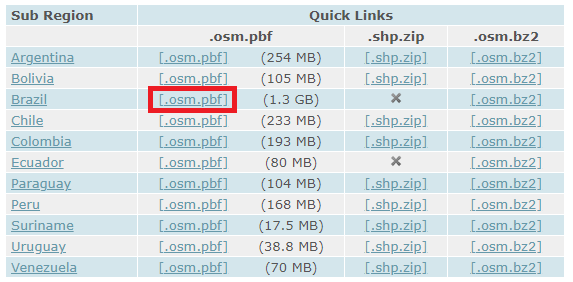 Sub Region Quick Links
.osm.pbf .shp.zip .osm.bz2
Argentina [.osm.pbf] (254 MB) [.shp.zip] [.osm.bz2]
Bolivia [.osm.pbf] (105 MB) [.shp.zip] [.osm.bz2]
Brazil [.osm.pbf] (1.3 GB) ✖ [.osm.bz2]
Chile [.osm.pbf] (233 MB) [.shp.zip] [.osm.bz2]
Colombia [.osm.pbf] (193 MB) [.shp.zip] [.osm.bz2]
Ecuador [.osm.pbf] (80 MB) ✖ [.osm.bz2]
Paraguay [.osm.pbf] (104 MB) [.shp.zip] [.osm.bz2]
Peru [.osm.pbf] (168 MB) [.shp.zip] [.osm.bz2]
Suriname [.osm.pbf] (17.5 MB) [.shp.zip] [.osm.bz2]
Uruguay [.osm.pbf] (38.8 MB) [.shp.zip] [.osm.bz2]
Venezuela [.osm.pbf] (70 MB) [.shp.zip] [.osm.bz2]